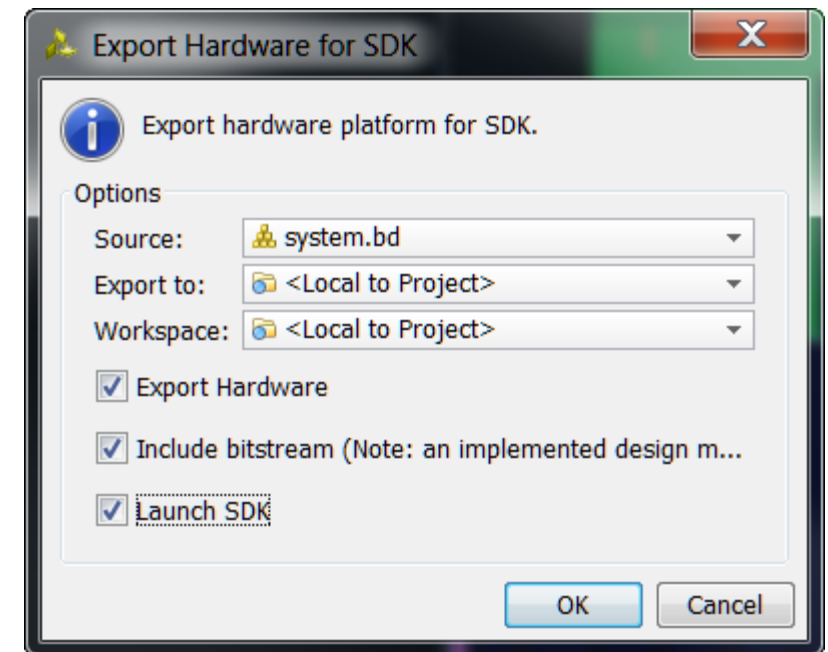 Export Hardware for SDK
Export hardware platform for SDK.
Options
Source: system.bd
Export to: <Local to Project>
Workspace: <Local to Project>
Export Hardware
Include bitstream (Note: an implemented design m...
Launch SDK
OK Cancel